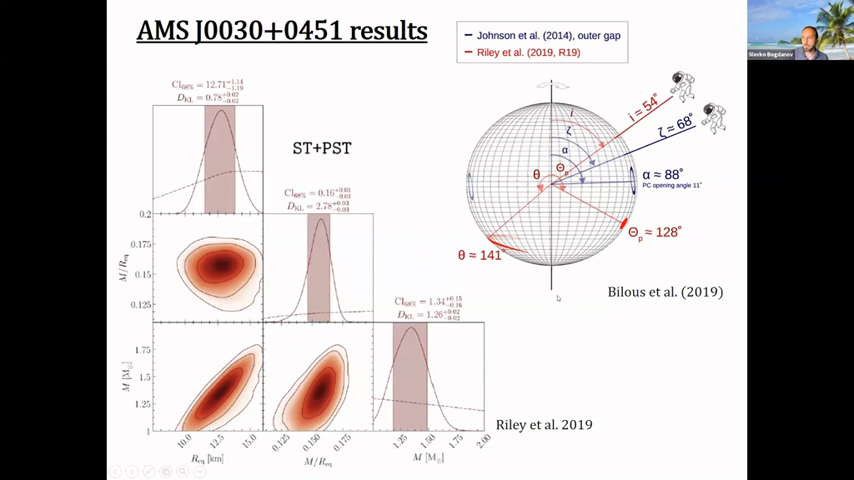 AMS J0030+0451 results
Johnson et al. (2014), outer gap
Riley et al. (2019, R19)
Slavko Bogdanov
CI68% = 12.71 +1.14 −1.19
DKL = 0.78 +0.02 −0.02
ST+PST
CI68% = 0.16 +0.01 −0.01
DKL = 2.78 +0.03 −0.03
CI68% = 1.34 +0.15 −0.16
DKL = 1.26 +0.02 −0.02
i
ζ
α
θ
Θp
i ≈ 54°
ζ ≈ 68°
α ≈ 88°
PC opening angle 11°
Θp ≈ 128°
θ ≈ 141°
Bilous et al. (2019)
0.2
0.175
0.15
0.125
M/Req
1.75
1.5
1.25
1
M [M⊙]
10.0 12.5 15.0
Req [km]
0.125 0.150 0.175
M/Req
1.25 1.50 1.75 2.00
M [M⊙]
Riley et al. 2019